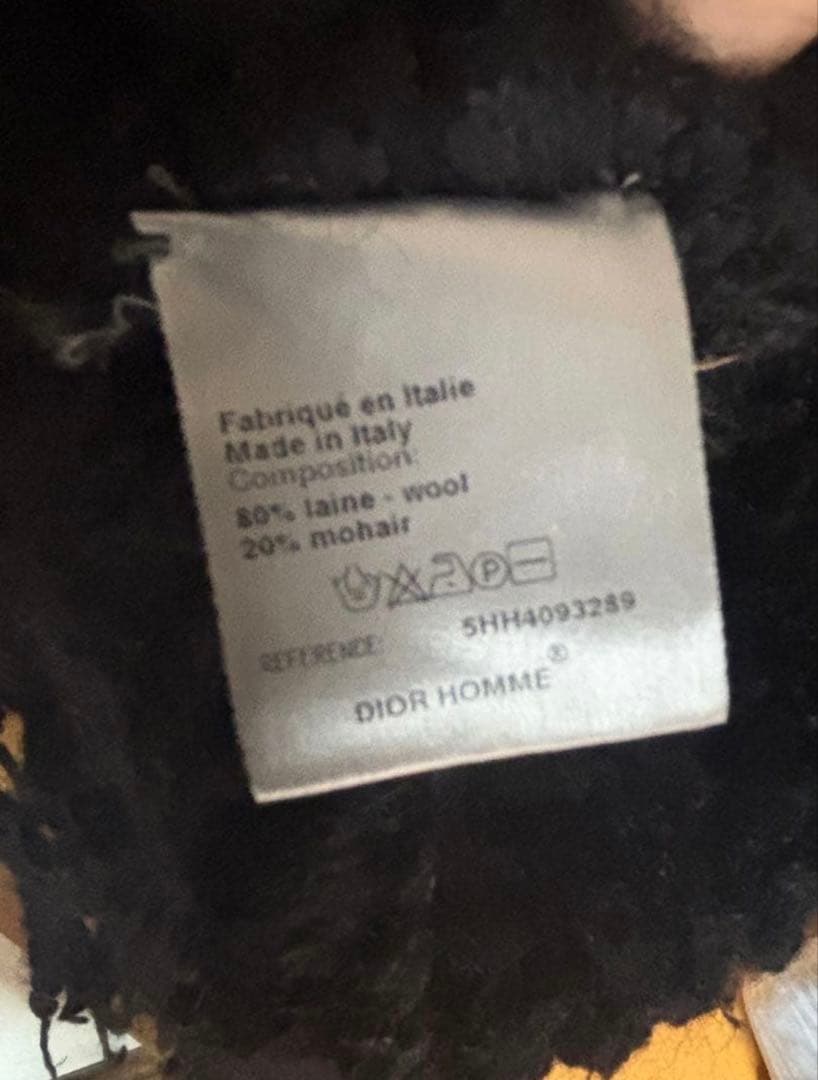 Fabriqué en Italie
Made in Italy
Composition:
80% laine - wool
20% mohair
P
REFERENCE: 5HH4093289
DIOR HOMME®